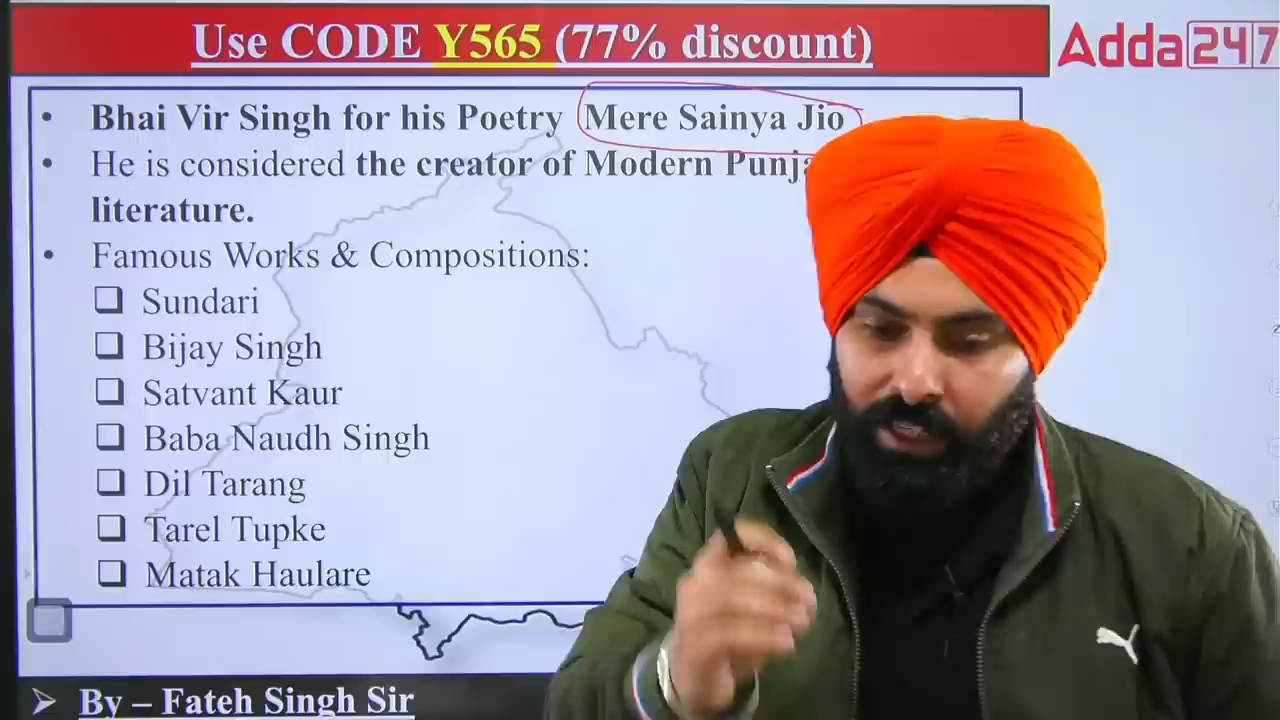 Use CODE Y565 (77% discount)
Adda247
• Bhai Vir Singh for his Poetry Mere Sainya Jio
• He is considered the creator of Modern
literature.
• Famous Works & Compositions:
❑ Sundari
❑ Bijay Singh
❑ Satvant Kaur
❑ Baba Naudh Singh
❑ Dil Tarang
❑ Tarel Tupke
❑ Matak Haulare
➢ By – Fateh Singh Sir